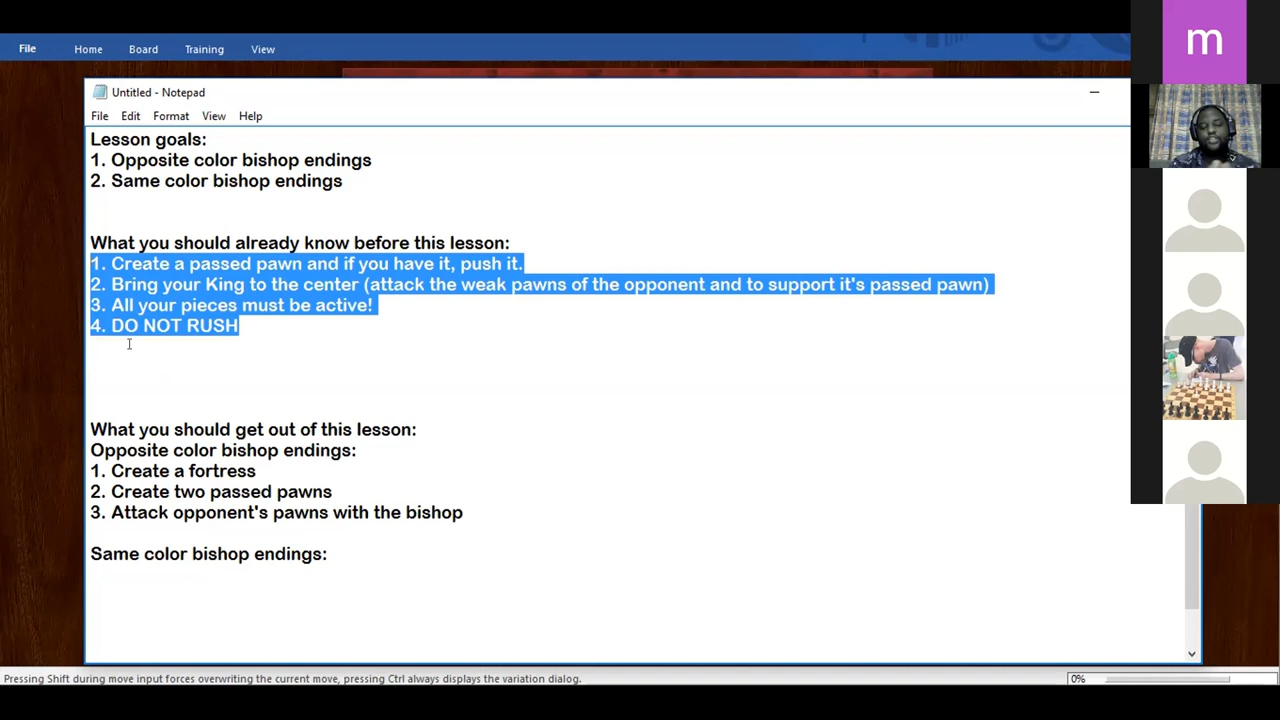 File Home Board Training View
Untitled - Notepad
File Edit Format View Help
Lesson goals:
1. Opposite color bishop endings
2. Same color bishop endings
What you should already know before this lesson:
1. Create a passed pawn and if you have it, push it.
2. Bring your King to the center (attack the weak pawns of the opponent and to support it's passed pawn)
3. All your pieces must be active!
4. DO NOT RUSH
What you should get out of this lesson:
Opposite color bishop endings:
1. Create a fortress
2. Create two passed pawns
3. Attack opponent's pawns with the bishop
Same color bishop endings:
Pressing Shift during move input forces overwriting the current move, pressing Ctrl always displays the variation dialog.
0%
m